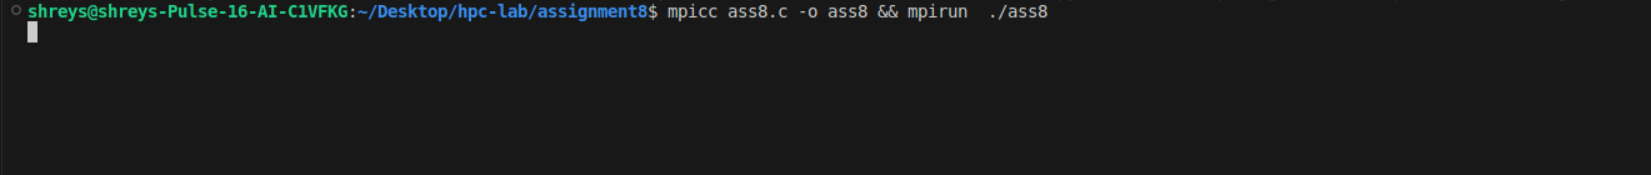 shreys@shreys-Pulse-16-AI-C1VFKG:~/Desktop/hpc-lab/assignment8$ mpicc ass8.c -o ass8 && mpirun  ./ass8